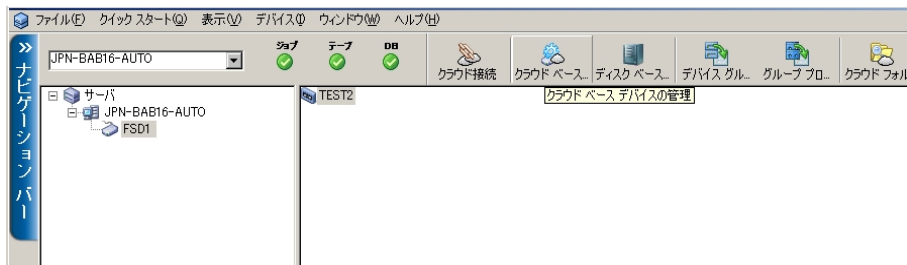 ファイル(F) クイック スタート(Q) 表示(V) デバイス(I) ウィンドウ(W) ヘルプ(H)
JPN-BAB16-AUTO
ジョブ テープ DB
クラウド接続 クラウド ベース... ディスク ベース... デバイス グル... グループ プロ... クラウド フォル
ナビゲーション バー
サーバ
JPN-BAB16-AUTO
FSD1
TEST2
クラウド ベース デバイスの管理